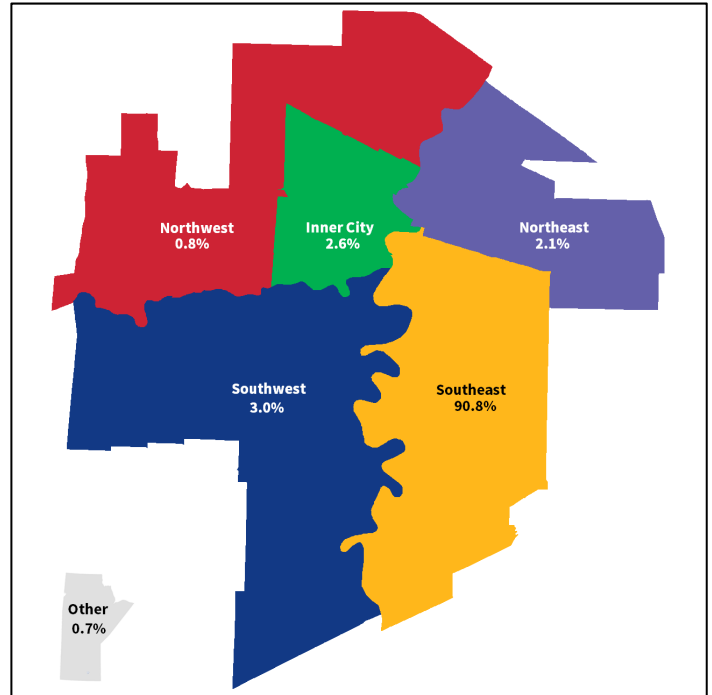 Northwest
0.8%
Inner City
2.6%
Northeast
2.1%
Southwest
3.0%
Southeast
90.8%
Other
0.7%